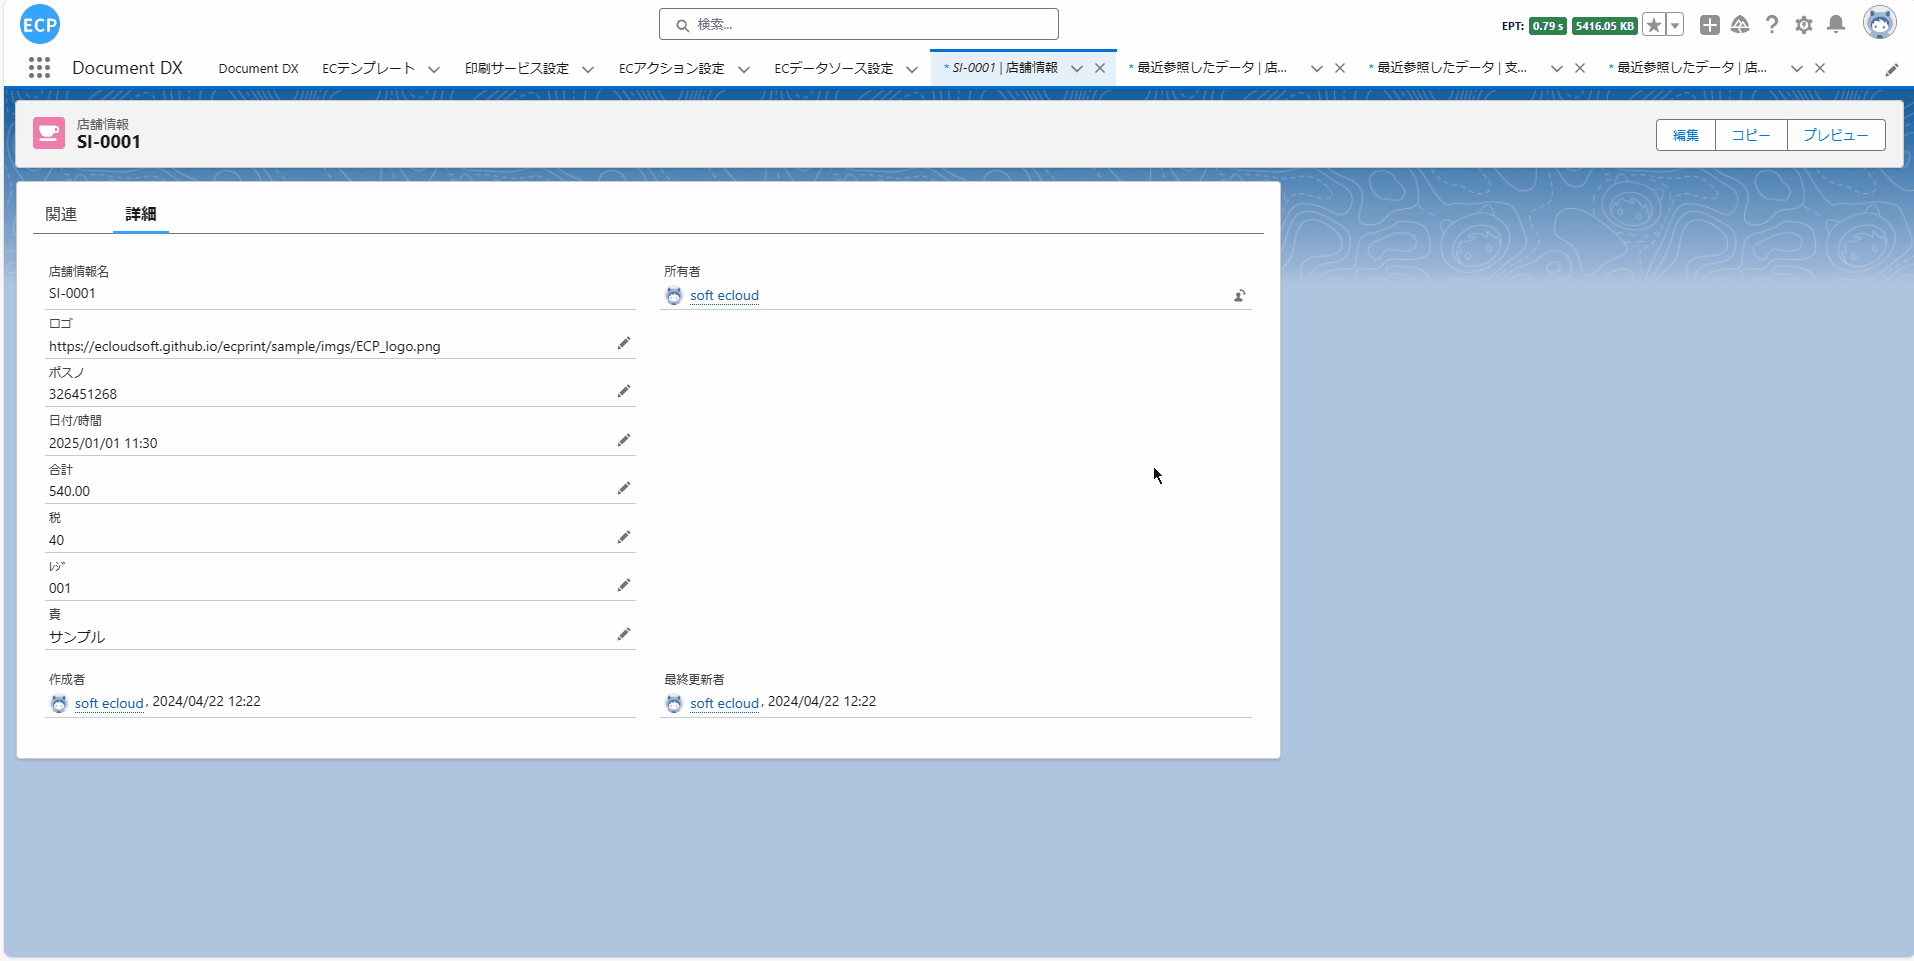 ECP
検索...
EPT: 0.79 s 5416.05 KB
Document DX
Document DX ECテンプレート 印刷サービス設定 ECアクション設定 ECデータソース設定 * SI-0001 | 店舗情報 * 最近参照したデータ | 店... * 最近参照したデータ | 支... * 最近参照したデータ | 店...
店舗情報
SI-0001
編集 コピー プレビュー
関連 詳細
店舗情報名
SI-0001
所有者
soft ecloud
ロゴ
https://ecloudsoft.github.io/ecprint/sample/imgs/ECP_logo.png
ポスノ
326451268
日付/時間
2025/01/01 11:30
合計
540.00
税
40
ﾚｼﾞ
001
責
サンプル
作成者
soft ecloud, 2024/04/22 12:22
最終更新者
soft ecloud, 2024/04/22 12:22